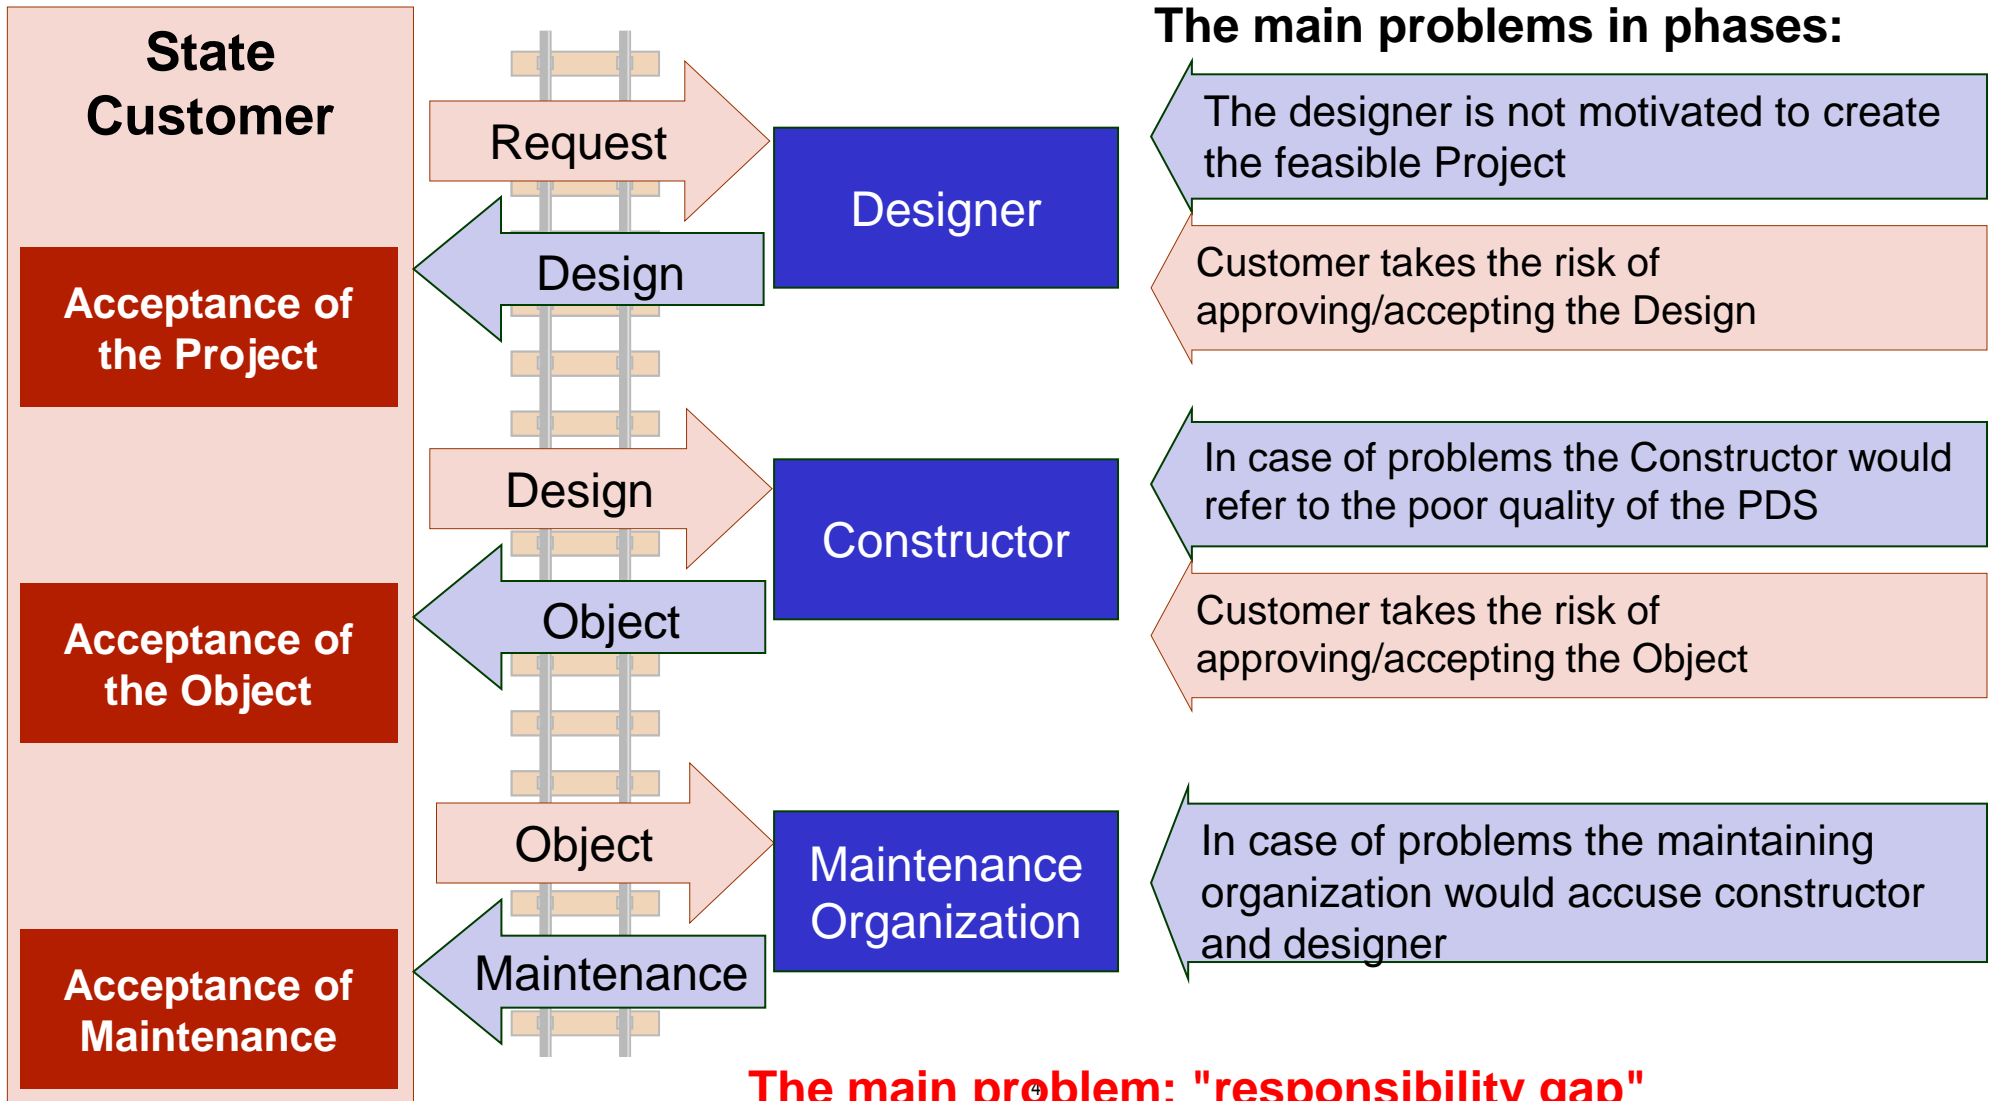 State
Customer
The main problems in phases:
Request
Designer
The designer is not motivated to create
the feasible Project
Design
Customer takes the risk of
approving/accepting the Design
Acceptance of
the Project
Design
Constructor
In case of problems the Constructor would
refer to the poor quality of the PDS
Object
Customer takes the risk of
approving/accepting the Object
Acceptance of
the Object
Object
Maintenance
Organization
In case of problems the maintaining
organization would accuse constructor
and designer
Maintenance
Acceptance of
Maintenance
The main problem: "responsibility gap"
4